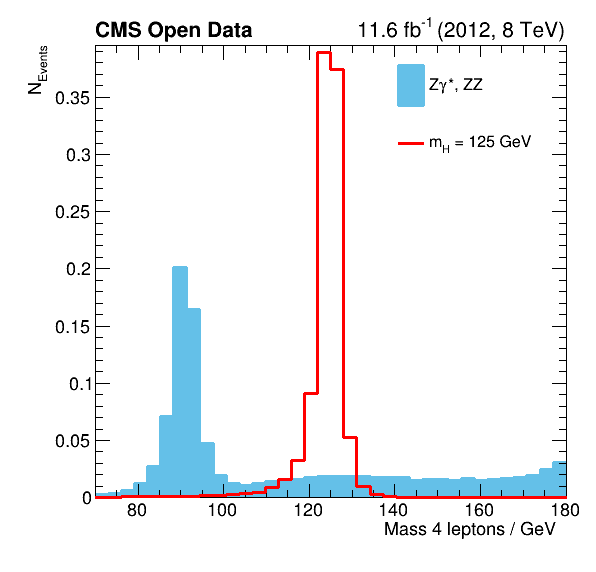 CMS Open Data
11.6 fb⁻¹ (2012, 8 TeV)
N_Events
Zγ*, ZZ
m_H = 125 GeV
0.35
0.3
0.25
0.2
0.15
0.1
0.05
0
80 100 120 140 160 180
Mass 4 leptons / GeV